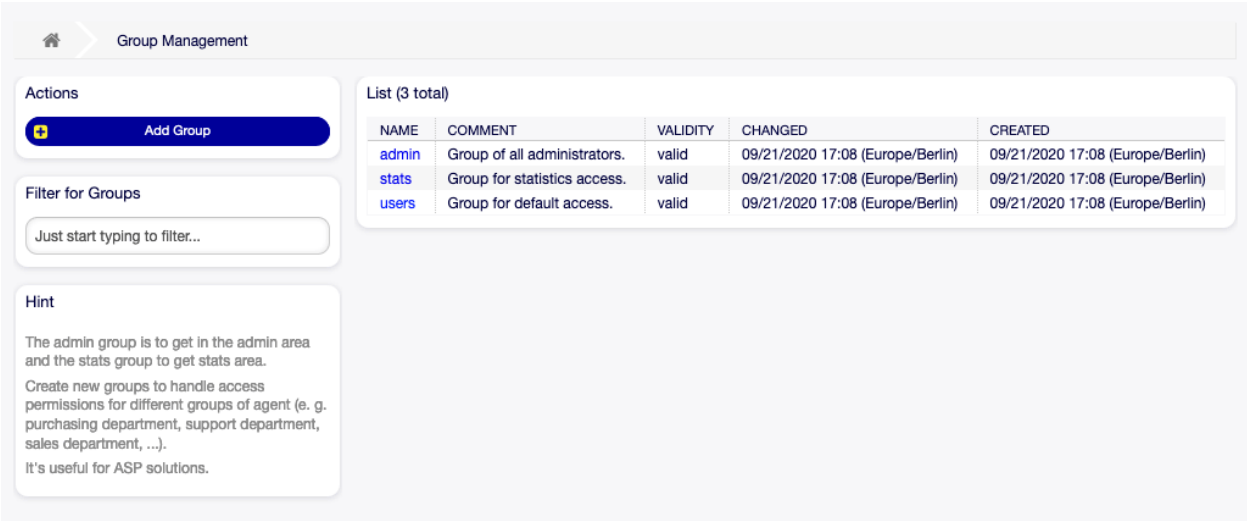 Group Management
Actions
Add Group
Filter for Groups
Just start typing to filter...
Hint
The admin group is to get in the admin area
and the stats group to get stats area.
Create new groups to handle access
permissions for different groups of agent (e. g.
purchasing department, support department,
sales department, ...).
It's useful for ASP solutions.
List (3 total)
NAME COMMENT VALIDITY CHANGED CREATED
admin Group of all administrators. valid 09/21/2020 17:08 (Europe/Berlin) 09/21/2020 17:08 (Europe/Berlin)
stats Group for statistics access. valid 09/21/2020 17:08 (Europe/Berlin) 09/21/2020 17:08 (Europe/Berlin)
users Group for default access. valid 09/21/2020 17:08 (Europe/Berlin) 09/21/2020 17:08 (Europe/Berlin)